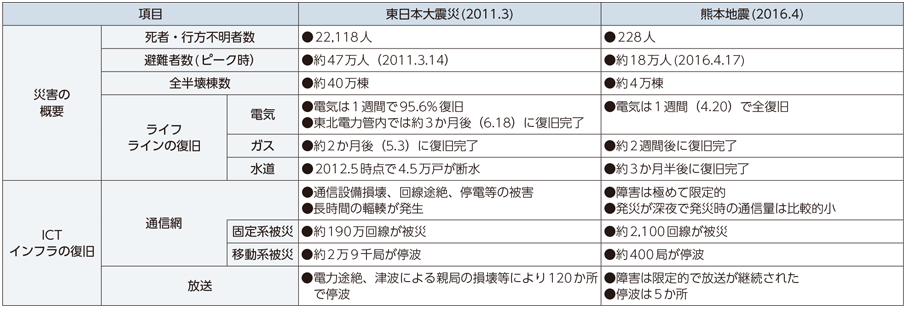 項目 東日本大震災(2011.3) 熊本地震(2016.4)
災害の概要
死者・行方不明者数 ●22,118人 ●228人
避難者数(ピーク時) ●約47万人（2011.3.14） ●約18万人(2016.4.17)
全半壊棟数 ●約40万棟 ●約4万棟
ライフラインの復旧
電気 ●電気は1週間で95.6%復旧 ●電気は1週間（4.20）で全復旧
●東北電力管内では約3か月後（6.18）に復旧完了
ガス ●約2か月後（5.3）に復旧完了 ●約2週間後に復旧完了
水道 ●2012.5時点で4.5万戸が断水 ●約3か月半後に復旧完了
ICTインフラの復旧
通信網 ●通信設備損壊、回線途絶、停電等の被害 ●障害は極めて限定的
●長時間の輻輳が発生 ●発災が深夜で発災時の通信量は比較的小
固定系被災 ●約190万回線が被災 ●約2,100回線が被災
移動系被災 ●約2万9千局が停波 ●約400局が停波
放送 ●電力途絶、津波による親局の損壊等により120か所 ●障害は限定的で放送が継続された
で停波 ●停波は5か所